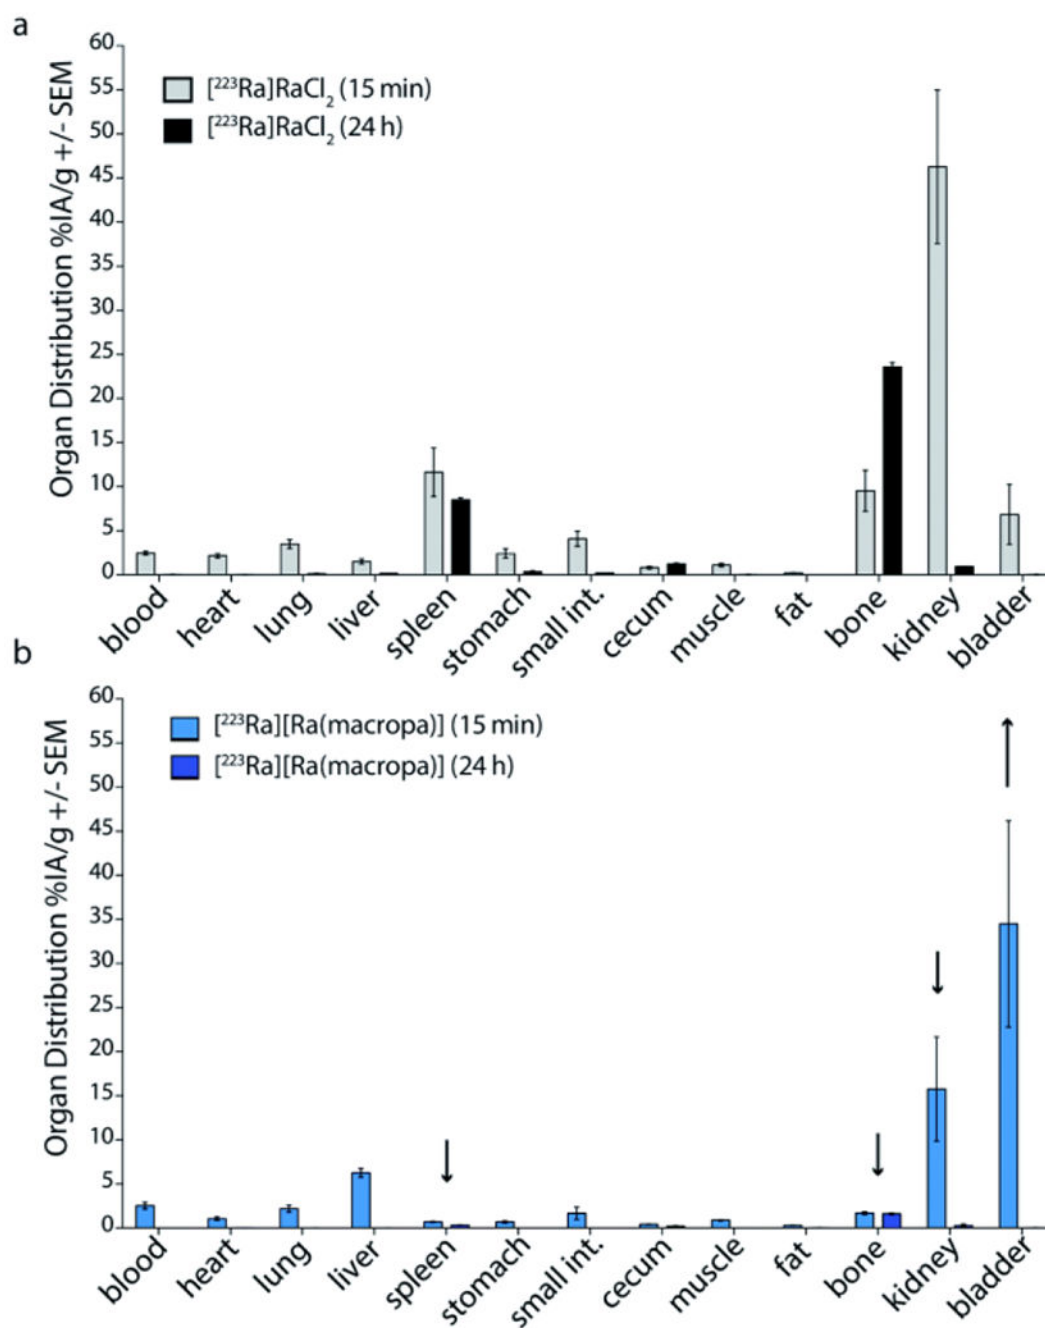 a
Organ Distribution %IA/g +/- SEM
60
55
50
45
40
35
30
25
20
15
10
5
0
[²²³Ra]RaCl₂ (15 min)
[²²³Ra]RaCl₂ (24 h)
blood
heart
lung
liver
spleen
stomach
small int.
cecum
muscle
fat
bone
kidney
bladder
b
Organ Distribution %IA/g +/- SEM
60
55
50
45
40
35
30
25
20
15
10
5
0
[²²³Ra][Ra(macropa)] (15 min)
[²²³Ra][Ra(macropa)] (24 h)
blood
heart
lung
liver
spleen
stomach
small int.
cecum
muscle
fat
bone
kidney
bladder